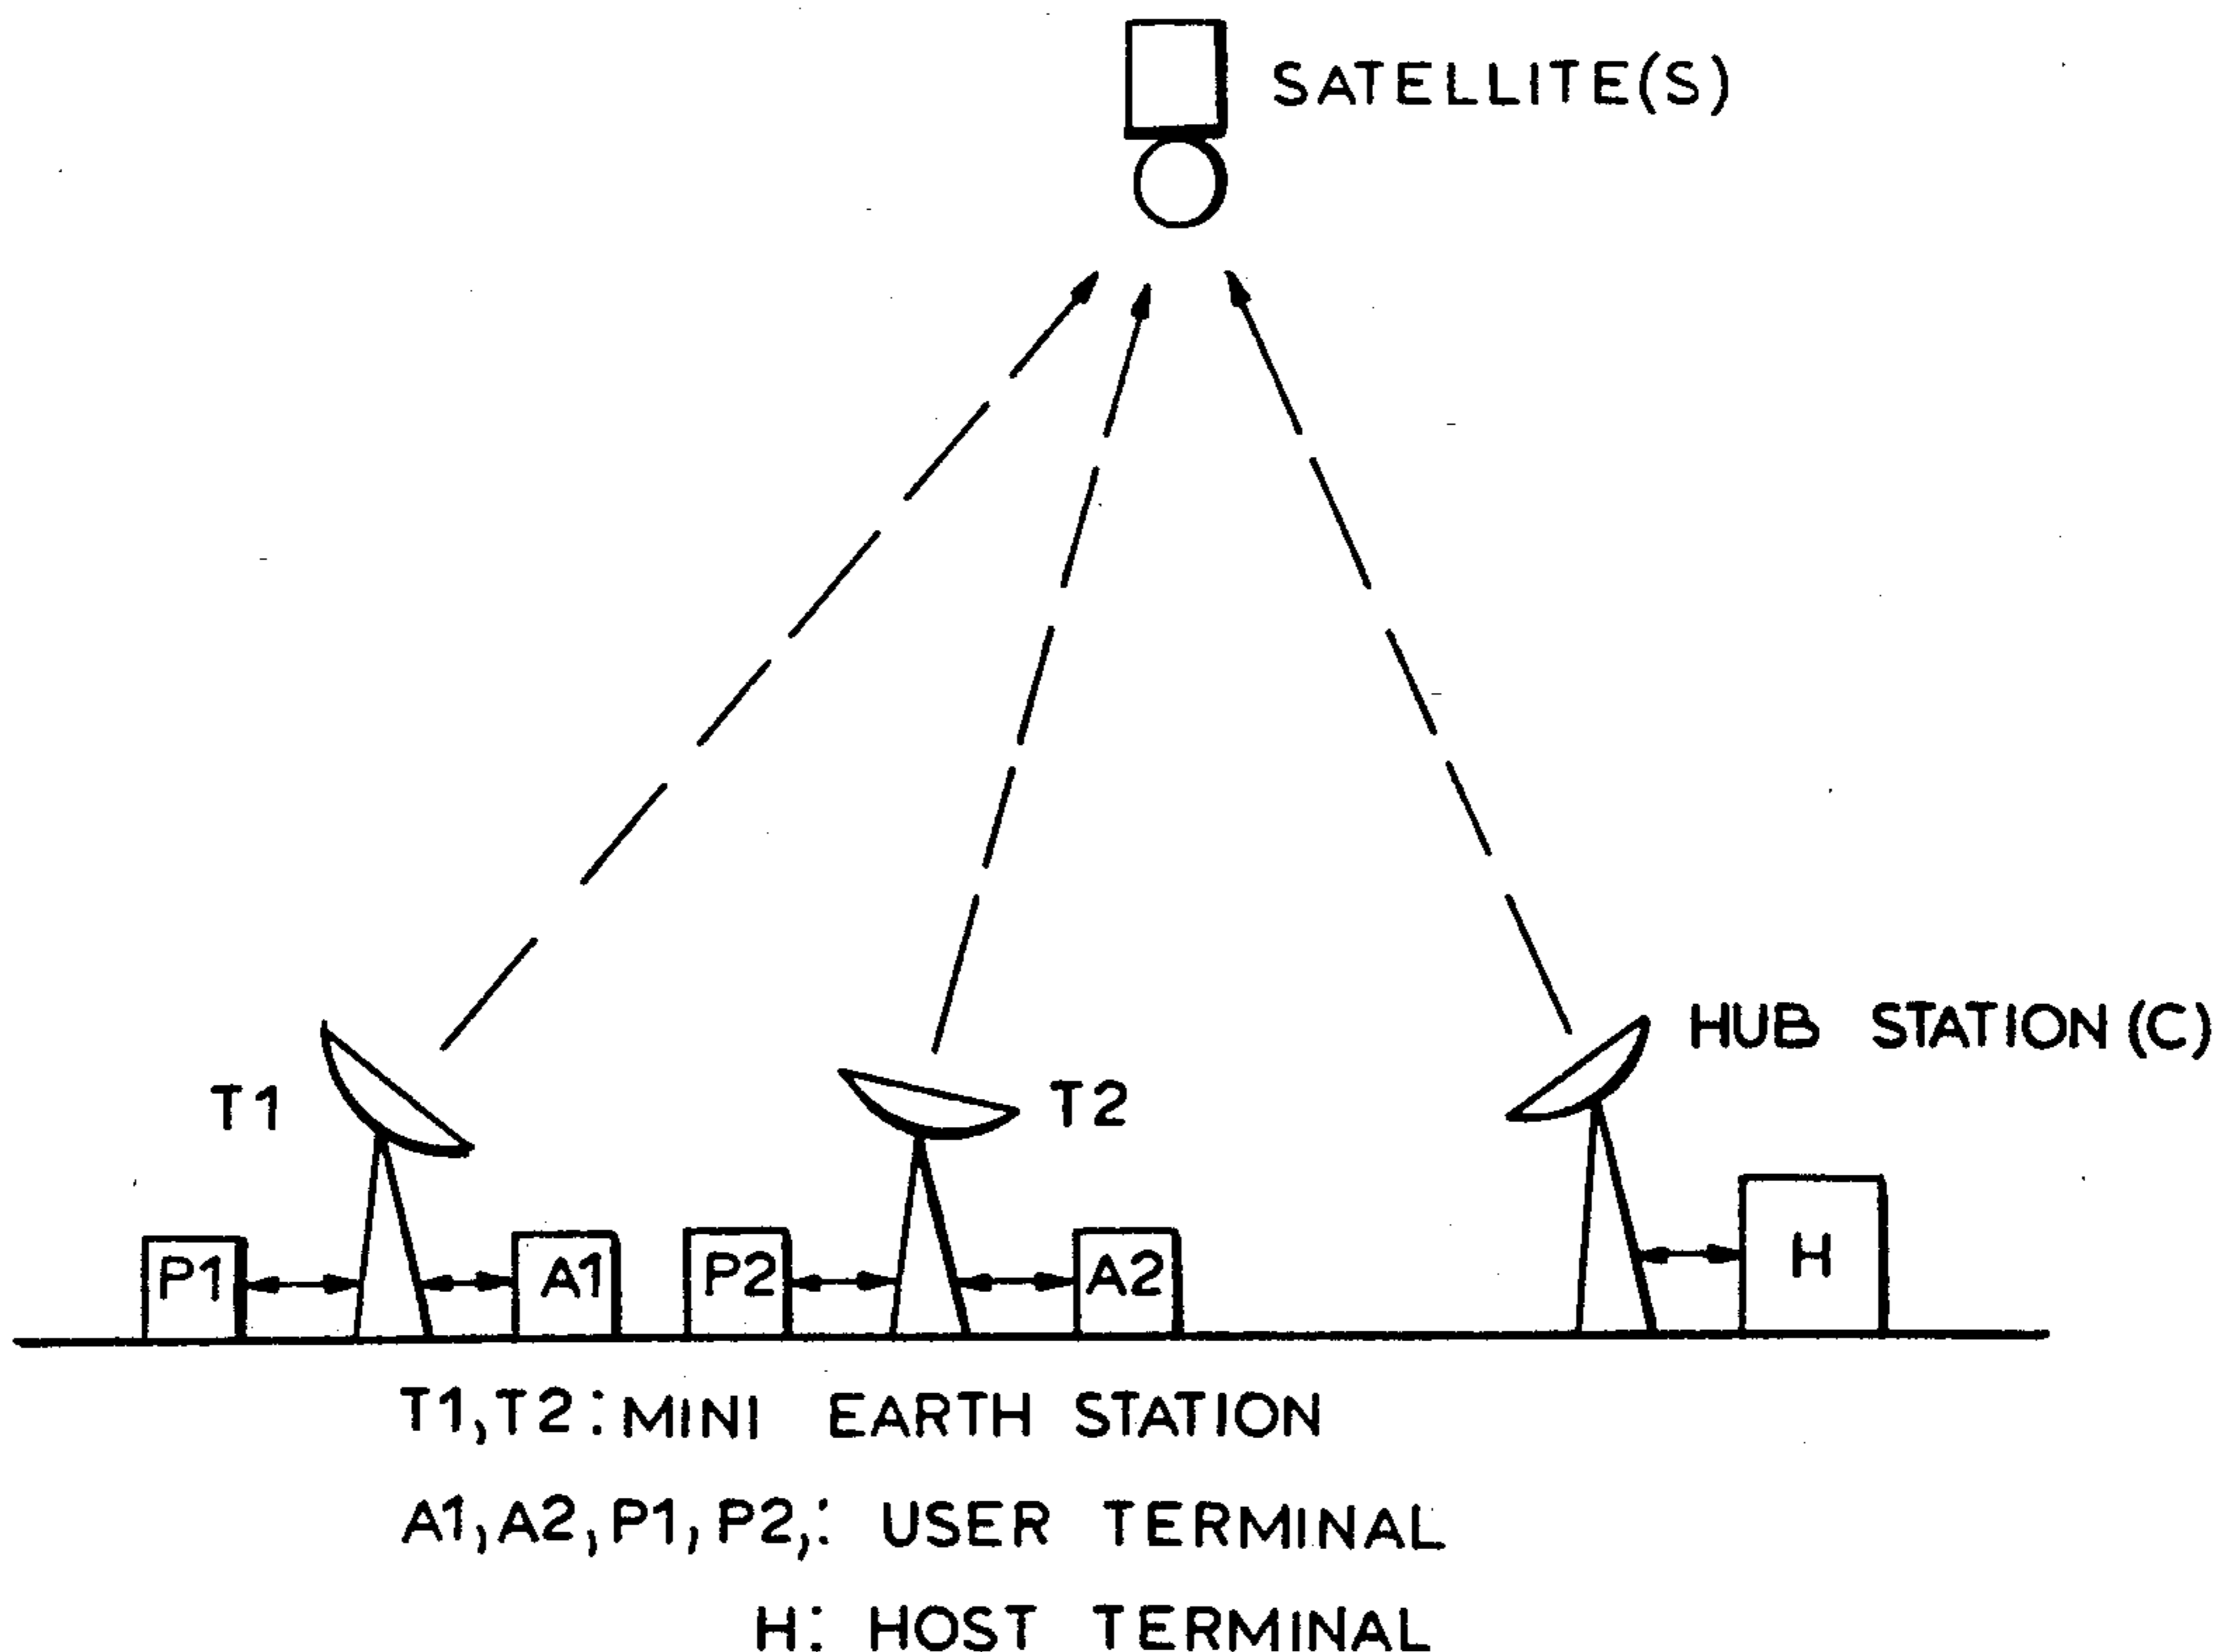 SATELLITE(S)
HUB STATION (C)
T1
T2
P1
A1
P2
A2
H
T1,T2: MINI EARTH STATION
A1,A2,P1,P2,: USER TERMINAL
H: HOST TERMINAL